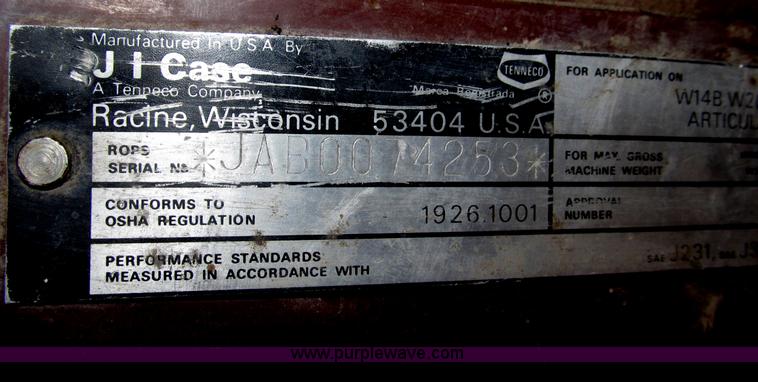 Manufactured In U.S.A. By
J I Case
A Tenneco Company
Marca Registrada ®
TENNECO
Racine, Wisconsin 53404 U.S.A.
ROPS
SERIAL
*JAB0074253*
CONFORMS TO
OSHA REGULATION 1926.1001
PERFORMANCE STANDARDS
MEASURED IN ACCORDANCE WITH
SAE J231, SAE
FOR APPLICATION ON
W14B
ARTICUL
FOR MAX. GROSS
MACHINE WEIGHT
APPROVAL
NUMBER
www.purplewave.com